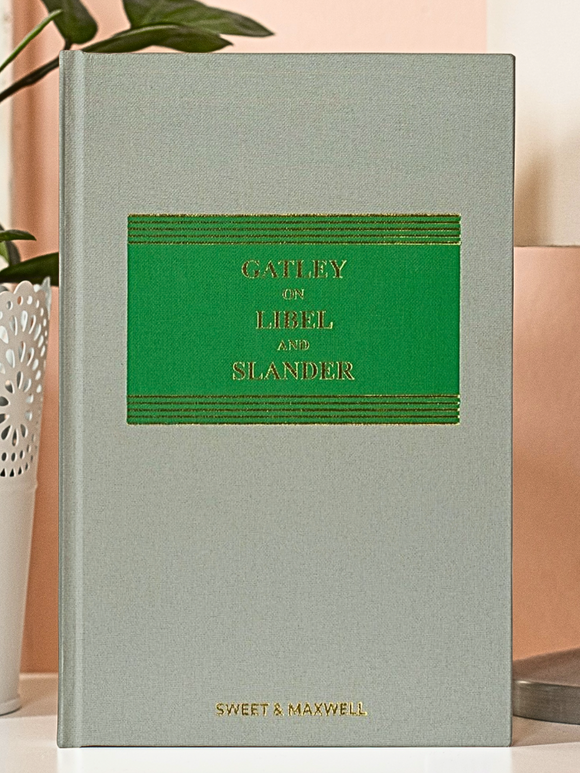 GATLEY
ON
LIBEL
AND
SLANDER
SWEET & MAXWELL